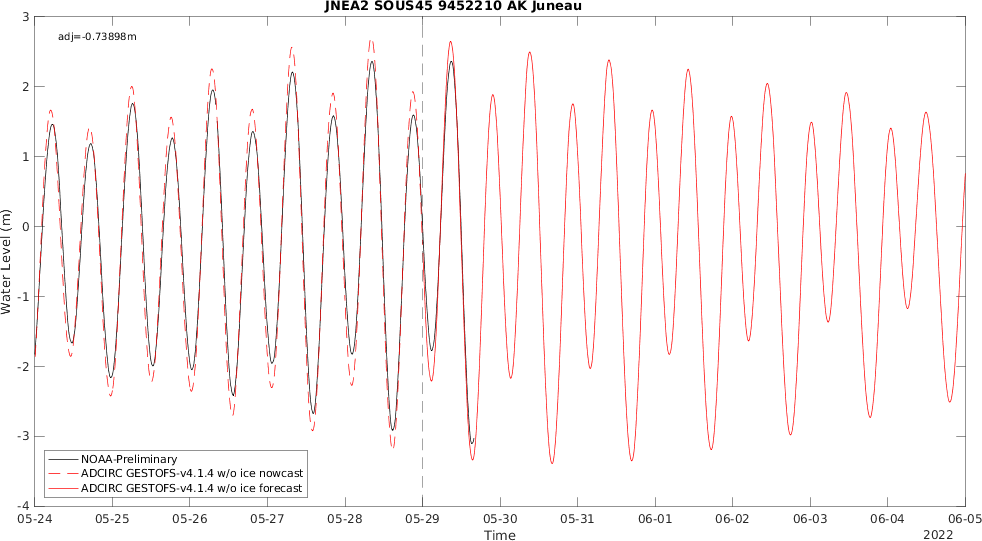 JNEA2 SOUS45 9452210 AK Juneau
adj=-0.73898m
3
2
1
0
-1
-2
-3
-4
Water Level (m)
NOAA-Preliminary
ADCIRC GESTOFS-v4.1.4 w/o ice nowcast
ADCIRC GESTOFS-v4.1.4 w/o ice forecast
05-24 05-25 05-26 05-27 05-28 05-29 05-30 05-31 06-01 06-02 06-03 06-04 06-05
Time
2022